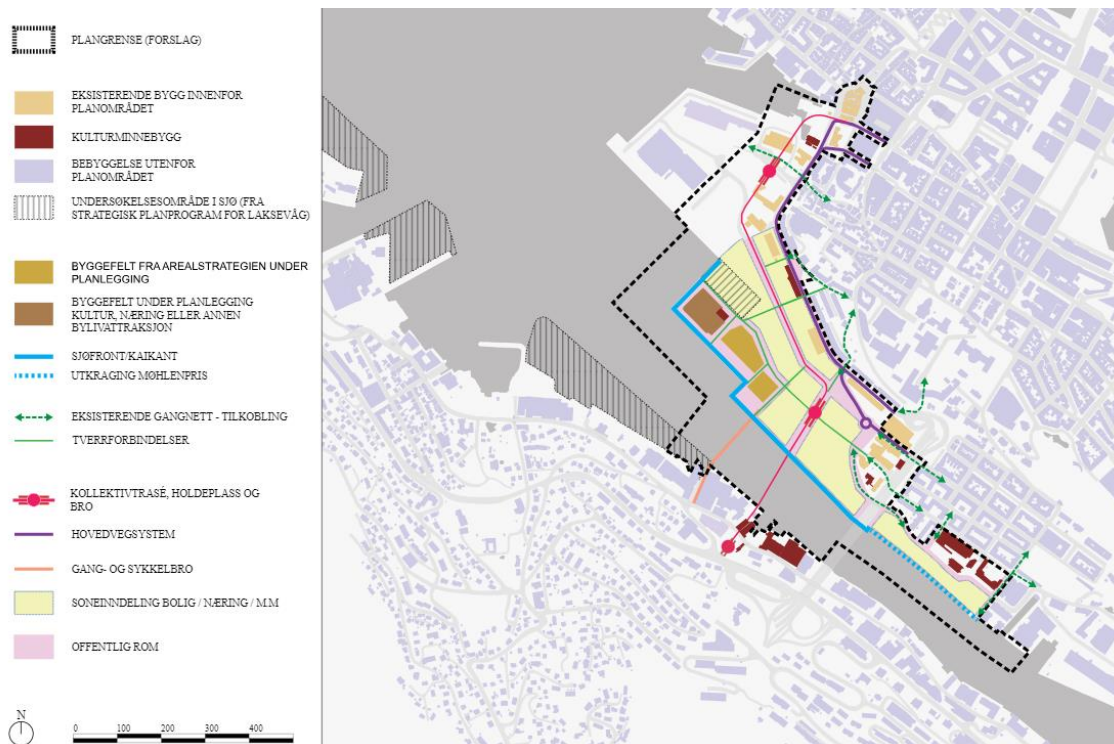 PLANGRENSE (FORSLAG)
EKSISTERENDE BYGG INNENFOR
PLANOMRÅDET
KULTURMINNEBYGG
BEBYGGELSE UTENFOR
PLANOMRÅDET
UNDERSØKELSESOMRÅDE I SJØ (FRA
STRATEGISK PLANPROGRAM FOR LAKSEVÅG)
BYGGEFELT FRA AREALSTRATEGIEN UNDER
PLANLEGGING
BYGGEFELT UNDER PLANLEGGING
KULTUR, NÆRING ELLER ANNEN
BYLIVATTRAKSJON
SJØFRONT/KAIKANT
UTKRAGING MØHLENPRIS
EKSISTERENDE GANGNETT - TILKOBLING
TVERRFORBINDELSER
KOLLEKTIVTRASÉ, HOLDEPLASS OG
BRO
HOVEDVEGSYSTEM
GANG- OG SYKKELBRO
SONEINNDELING BOLIG / NÆRING / M.M
OFFENTLIG ROM
N
0 100 200 300 400